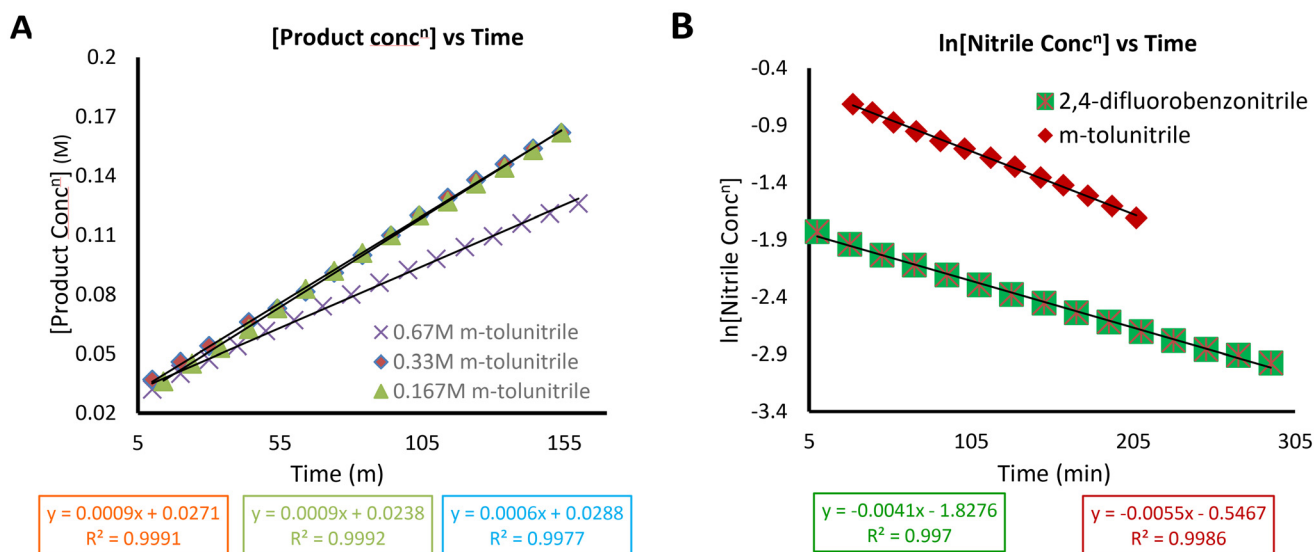 A
[Product concⁿ] vs Time
0.2
0.17
0.14
0.11
0.08
0.05
0.02
[Product Concⁿ] (M)
0.67M m-tolunitrile
0.33M m-tolunitrile
0.167M m-tolunitrile
5 55 105 155
Time (m)
y = 0.0009x + 0.0271
R² = 0.9991
y = 0.0009x + 0.0238
R² = 0.9992
y = 0.0006x + 0.0288
R² = 0.9977
B
ln[Nitrile Concⁿ] vs Time
-0.4
-0.9
-1.4
-1.9
-2.4
-2.9
-3.4
ln[Nitrile Concⁿ]
2,4-difluorobenzonitrile
m-tolunitrile
5 105 205 305
Time (min)
y = -0.0041x - 1.8276
R² = 0.997
y = -0.0055x - 0.5467
R² = 0.9986